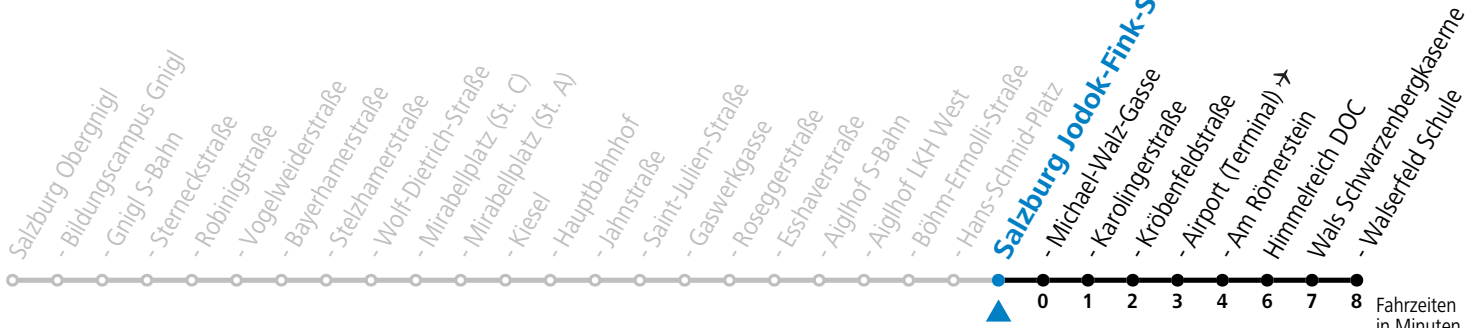 Salzburg Obergnigl
- Bildungscampus Gnigl
- Gnigl S-Bahn
- Sterneckstraße
- Robinigstraße
- Vogelweiderstraße
- Bayerhamerstraße
- Stelzhamerstraße
- Wolf-Dietrich-Straße
- Mirabellplatz (St. C)
- Mirabellplatz (St. A)
- Kiesel
- Hauptbahnhof
- Jahnstraße
- Saint-Julien-Straße
- Gaswerkgasse
- Roseggerstraße
- Esshaverstraße
- Aiglhof S-Bahn
- Aiglhof LKH West
- Böhm-Ermolli-Straße
- Hans-Schmid-Platz
Salzburg Jodok-Fink-S
- Michael-Walz-Gasse
- Karolingerstraße
- Kröbenfeldstraße
- Airport (Terminal)
- Am Römerstein
Himmelreich DOC
Wals Schwarzenbergkaserne
- Walserfeld Schule
0 1 2 3 4 6 7 8
Fahrzeiten
in Minuten